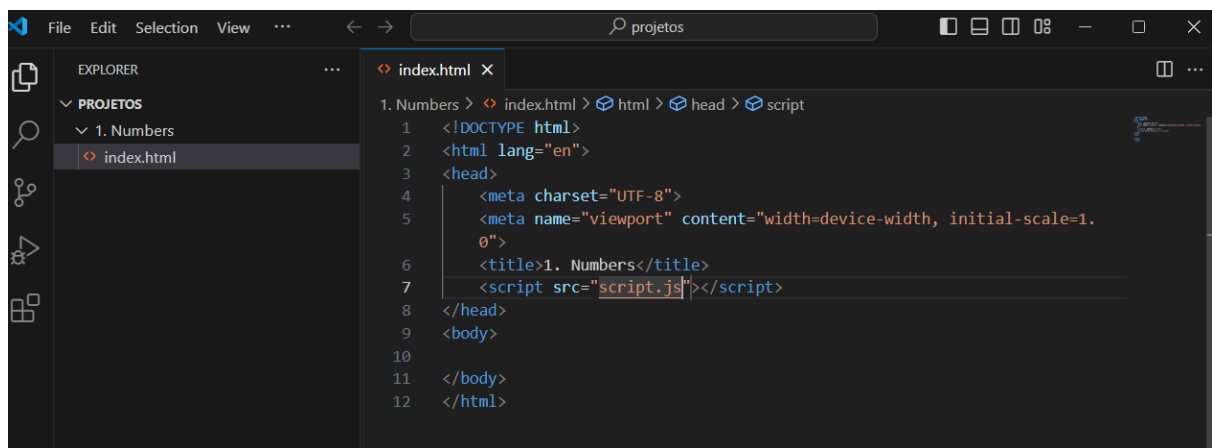 File Edit Selection View ··· ← → projetos
EXPLORER ···
index.html
PROJETOS
1. Numbers
index.html
1. Numbers > index.html > html > head > script
1 <!DOCTYPE html>
2 <html lang="en">
3 <head>
4 <meta charset="UTF-8">
5 <meta name="viewport" content="width=device-width, initial-scale=1.
0">
6 <title>1. Numbers</title>
7 <script src="script.js"></script>
8 </head>
9 <body>
10
11 </body>
12 </html>